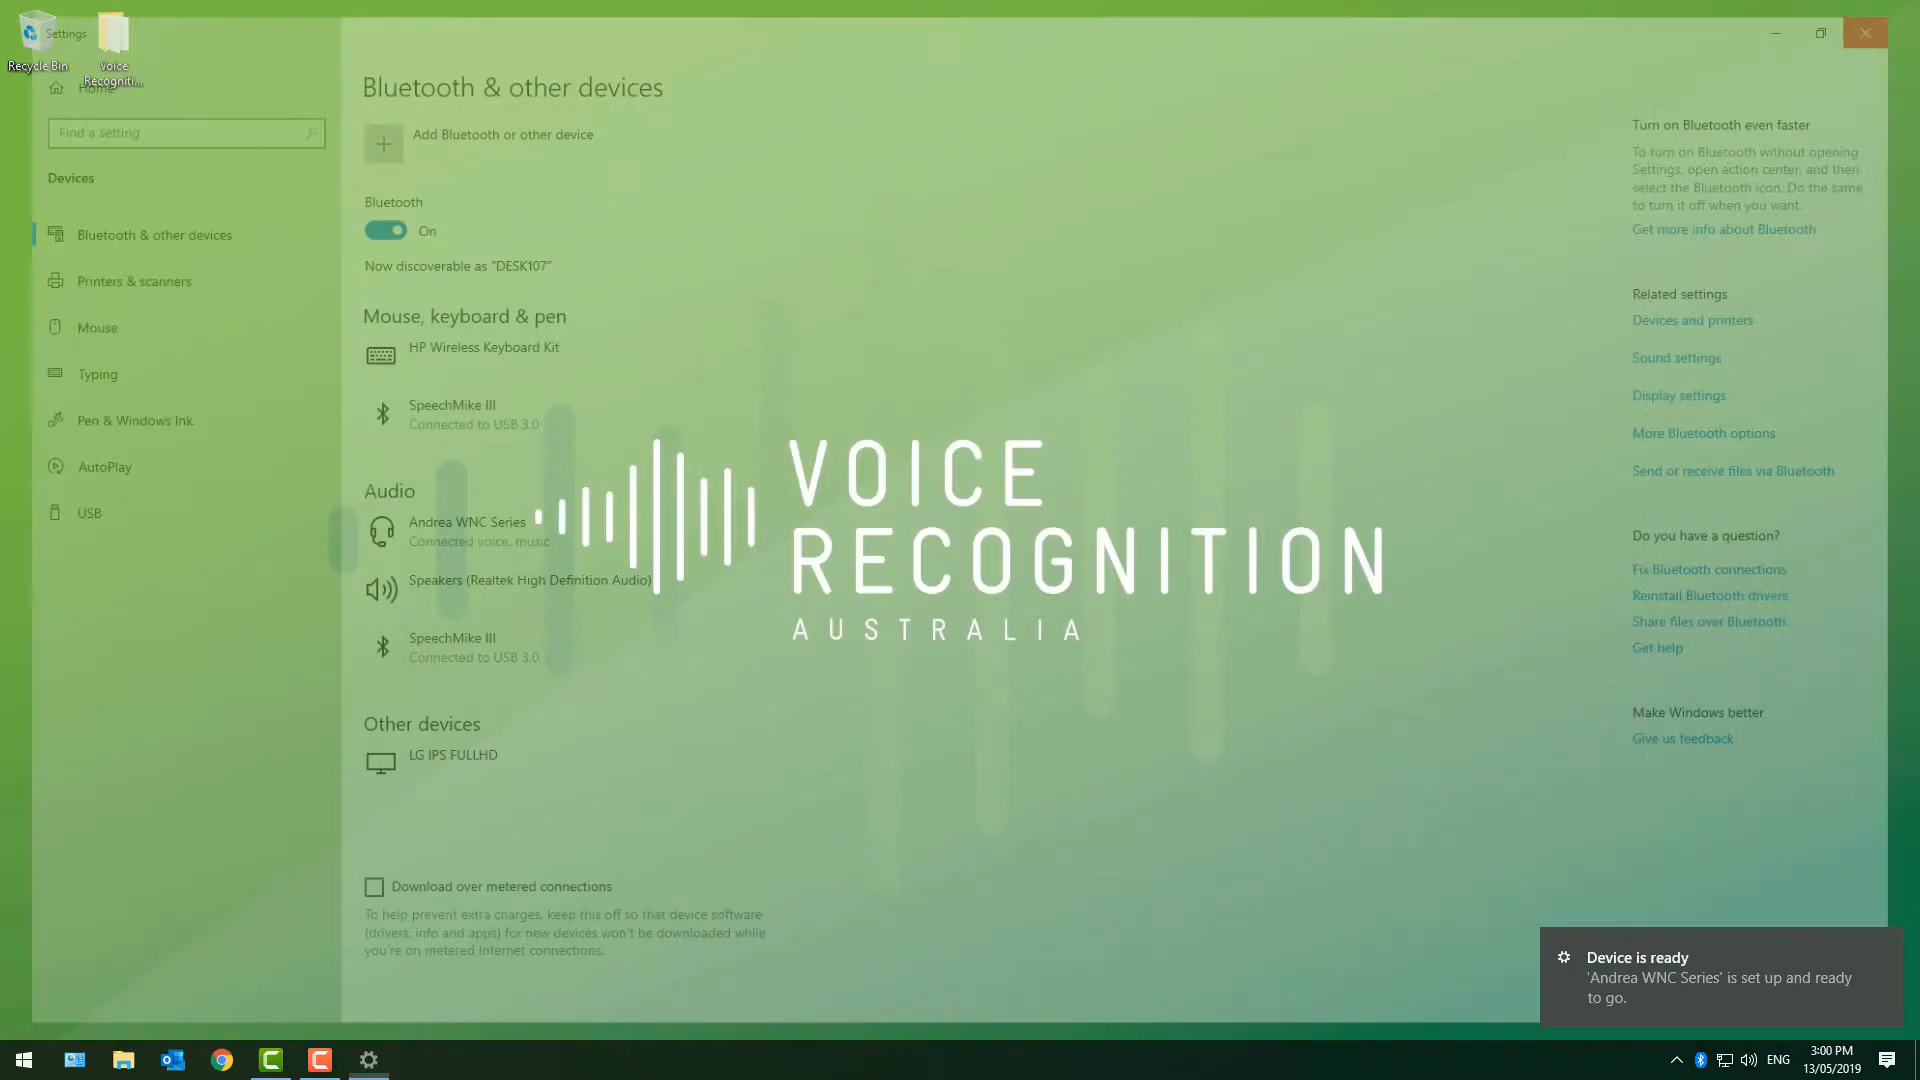 Settings
Recycle Bin
Voice
Recogniti...
Home
Find a setting
Devices
Bluetooth & other devices
Printers & scanners
Mouse
Typing
Pen & Windows Ink
AutoPlay
USB
Bluetooth & other devices
Add Bluetooth or other device
Bluetooth
On
Now discoverable as "DESK107"
Mouse, keyboard & pen
HP Wireless Keyboard Kit
SpeechMike III
Connected to USB 3.0
Audio
Andrea WNC Series
Connected voice, music
Speakers (Realtek High Definition Audio)
SpeechMike III
Connected to USB 3.0
Other devices
LG IPS FULLHD
Download over metered connections
To help prevent extra charges, keep this off so that device software
(drivers, info and apps) for new devices won't be downloaded while
you're on metered Internet connections.
VOICE
RECOGNITION
AUSTRALIA
Turn on Bluetooth even faster
To turn on Bluetooth without opening
Settings, open action center, and then
select the Bluetooth icon. Do the same
to turn it off when you want.
Get more info about Bluetooth
Related settings
Devices and printers
Sound settings
Display settings
More Bluetooth options
Send or receive files via Bluetooth
Do you have a question?
Fix Bluetooth connections
Reinstall Bluetooth drivers
Share files over Bluetooth
Get help
Make Windows better
Give us feedback
Device is ready
'Andrea WNC Series' is set up and ready
to go.
ENG
3:00 PM
13/05/2019